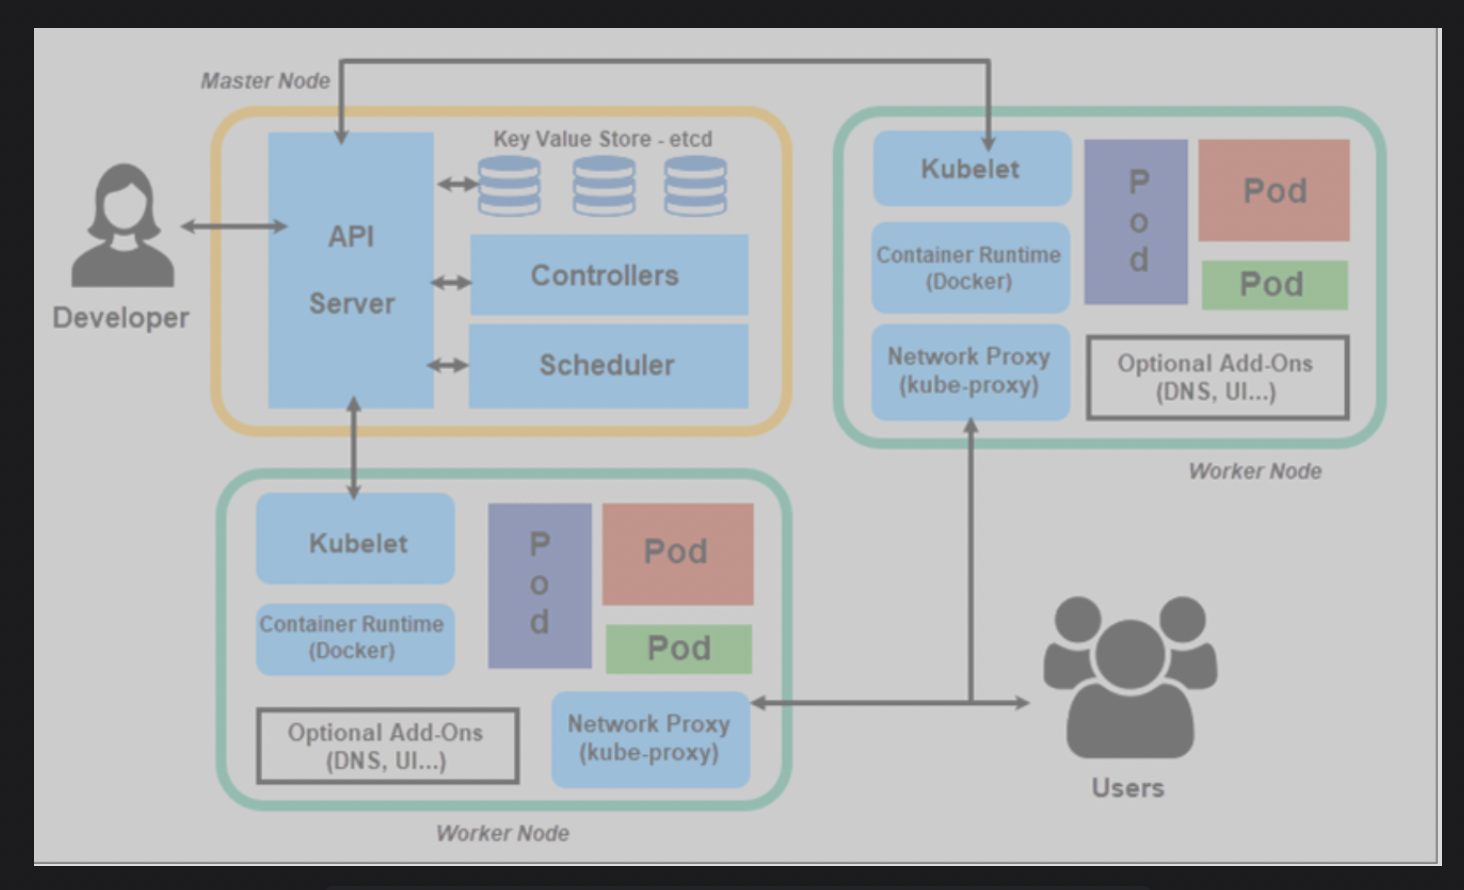 Master Node
Key Value Store - etcd
API
Server
Controllers
Scheduler
Developer
Kubelet
Container Runtime
(Docker)
Network Proxy
(kube-proxy)
P
o
d
Pod
Pod
Optional Add-Ons
(DNS, UI...)
Worker Node
Kubelet
Container Runtime
(Docker)
P
o
d
Pod
Pod
Optional Add-Ons
(DNS, UI...)
Network Proxy
(kube-proxy)
Worker Node
Users